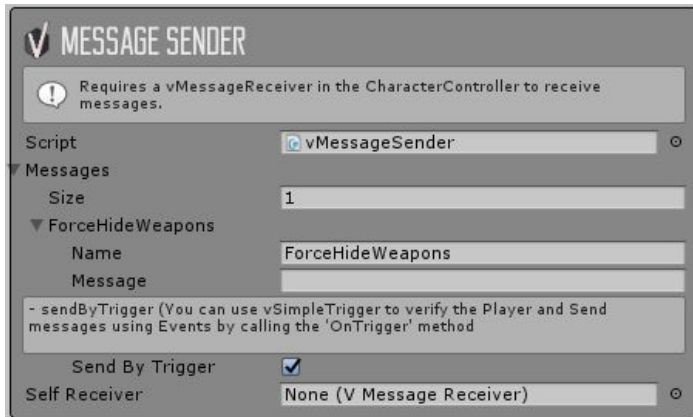 MESSAGE SENDER
Requires a vMessageReceiver in the CharacterController to receive
messages.
Script vMessageSender
Messages
Size 1
ForceHideWeapons
Name ForceHideWeapons
Message
- sendByTrigger (You can use vSimpleTrigger to verify the Player and Send
messages using Events by calling the 'OnTrigger' method
Send By Trigger
Self Receiver None (V Message Receiver)